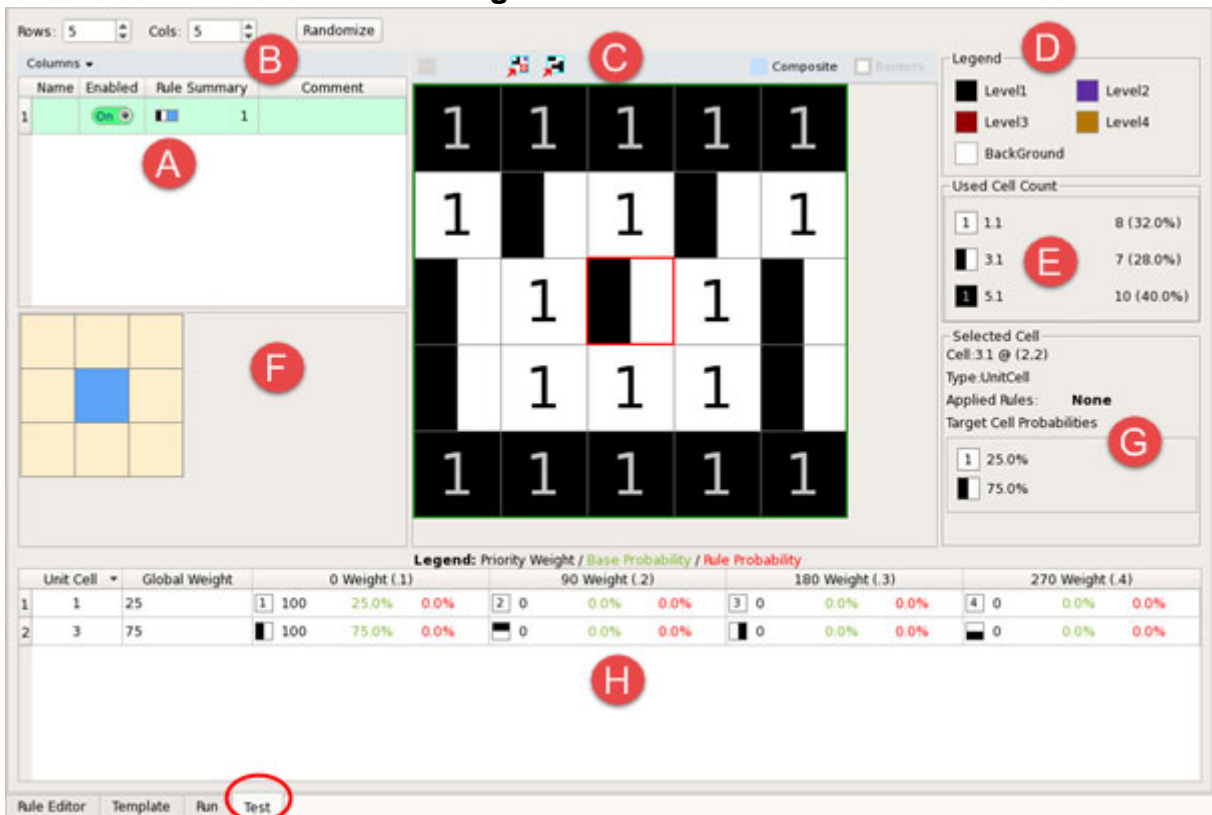 Rows: 5 Cols: 5 Randomize
B
Columns
Name Enabled Rule Summary Comment
1 On 1
A
C
Composite Borders
1 1 1 1 1
1 1 1
1 1
1 1 1
1 1 1 1 1
D
Legend
Level1 Level2
Level3 Level4
BackGround
Used Cell Count
1 1.1 8 (32.0%)
3.1 7 (28.0%)
E
1 5.1 10 (40.0%)
F
Selected Cell
Cell:3.1 @ (2,2)
Type:UnitCell
Applied Rules: None
Target Cell Probabilities
G
1 25.0%
75.0%
Legend: Priority Weight / Base Probability / Rule Probability
Unit Cell Global Weight 0 Weight (.1) 90 Weight (.2) 180 Weight (.3) 270 Weight (.4)
1 1 25 1 100 25.0% 0.0% 2 0 0.0% 0.0% 3 0 0.0% 0.0% 4 0 0.0% 0.0%
2 3 75 100 75.0% 0.0% 0 0.0% 0.0% 0 0.0% 0.0% 0 0.0% 0.0%
H
Rule Editor Template Run Test